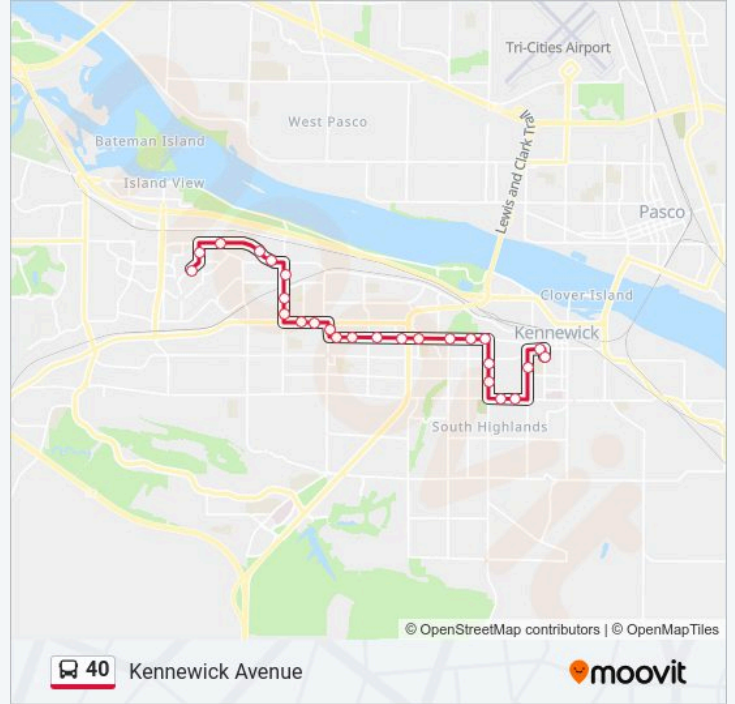 Tri-Cities Airport
West Pasco
Lewis and Clark Trail
Bateman Island
Island View
Pasco
Clover Island
Kennewick
South Highlands
© OpenStreetMap contributors | © OpenMapTiles
40 Kennewick Avenue
moovit